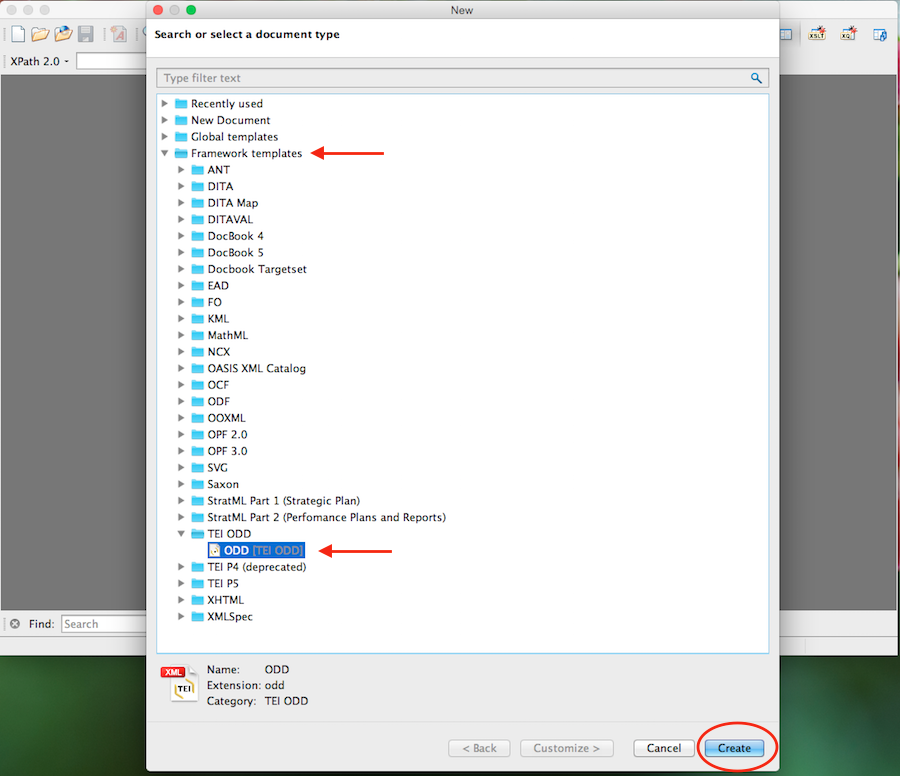 New
Search or select a document type
XPath 2.0
XSLT
XQ
Type filter text
Recently used
New Document
Global templates
Framework templates
ANT
DITA
DITA Map
DITAVAL
DocBook 4
DocBook 5
Docbook Targetset
EAD
FO
KML
MathML
NCX
OASIS XML Catalog
OCF
ODF
OOXML
OPF 2.0
OPF 3.0
SVG
Saxon
StratML Part 1 (Strategic Plan)
StratML Part 2 (Perfomance Plans and Reports)
TEI ODD
ODD [TEI ODD]
TEI P4 (deprecated)
TEI P5
XHTML
XMLSpec
Find: Search
XML
TEI
Name: ODD
Extension: odd
Category: TEI ODD
< Back Customize > Cancel Create